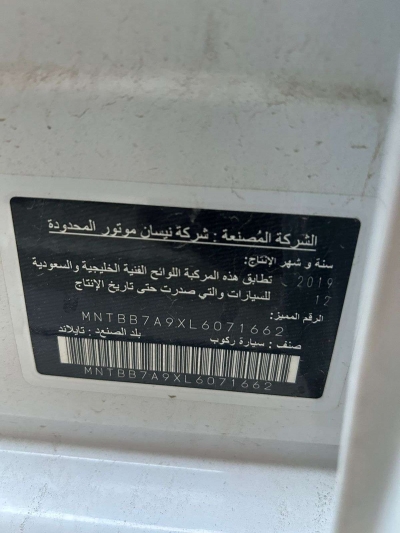 الشركة المُصنعة : شركة نيسان موتور المحدودة
سنة و شهر الإنتاج:
2019 تطابق هذه المركبة اللوائح الفنية الخليجية والسعودية
12 للسيارات والتي صدرت حتى تاريخ الإنتاج
الرقم المميز: MNTBB7A9XL6071662
صنف : سيارة ركوب بلد الصنع: تايلاند
MNTBB7A9XL6071662